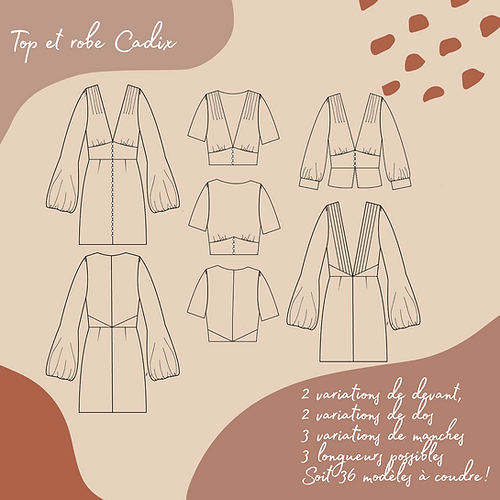 Top et robe Cadix
2 variations de devant,
2 variations de dos
3 variations de manches
3 longueurs possibles
Soit 36 modèles à coudre!